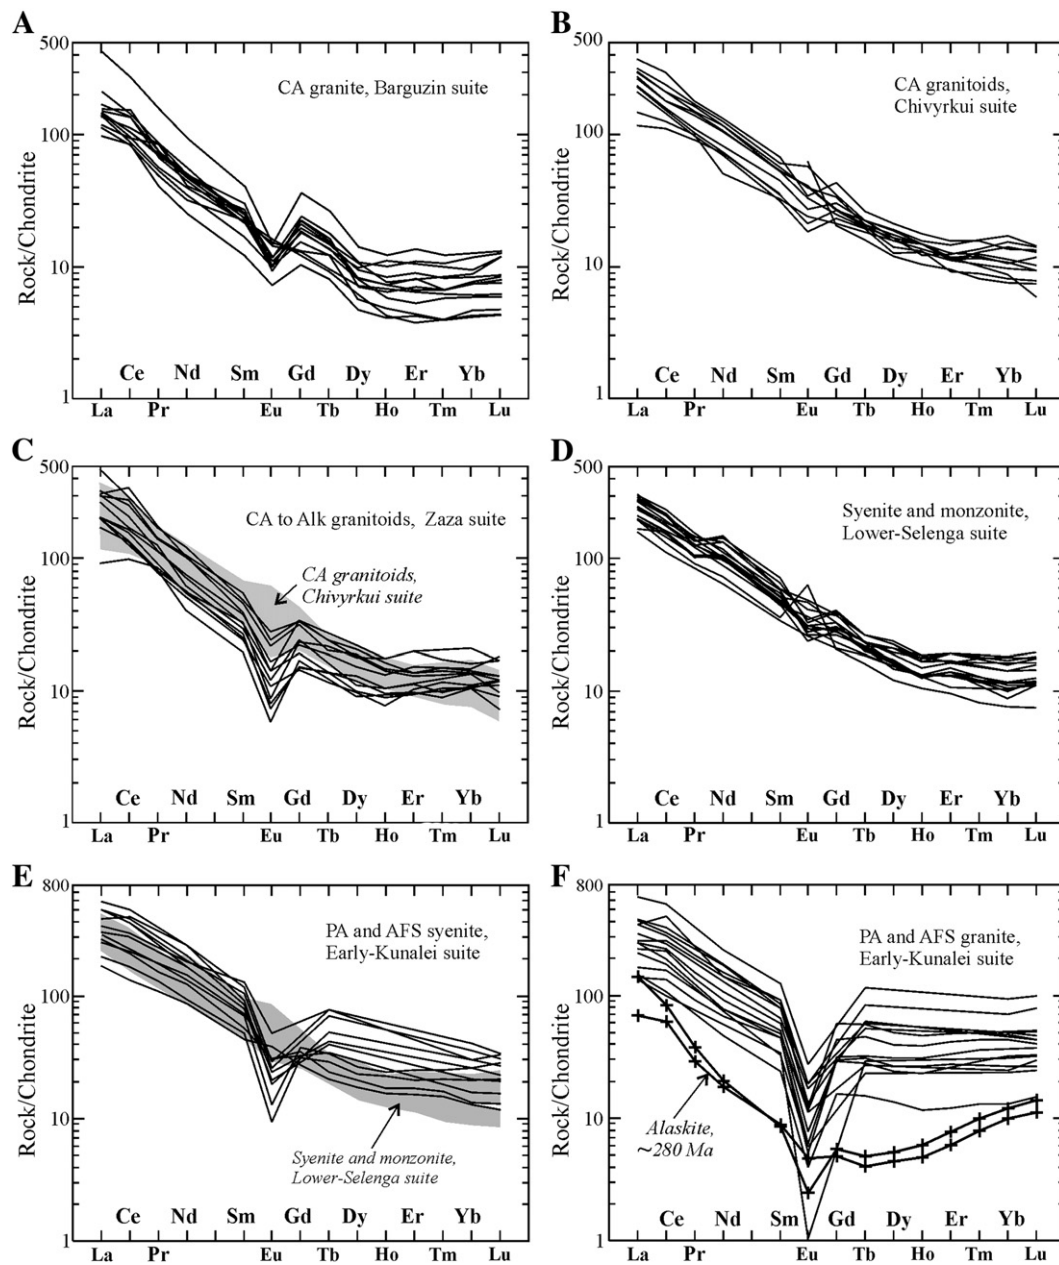 A
500
100
10
1
Rock/Chondrite
CA granite, Barguzin suite
Ce Nd Sm Gd Dy Er Yb
La Pr Eu Tb Ho Tm Lu
B
500
100
10
1
Rock/Chondrite
CA granitoids,
Chivyrkui suite
Ce Nd Sm Gd Dy Er Yb
La Pr Eu Tb Ho Tm Lu
C
500
100
10
1
Rock/Chondrite
CA to Alk granitoids, Zaza suite
CA granitoids,
Chivyrkui suite
Ce Nd Sm Gd Dy Er Yb
La Pr Eu Tb Ho Tm Lu
D
500
100
10
1
Rock/Chondrite
Syenite and monzonite,
Lower-Selenga suite
Ce Nd Sm Gd Dy Er Yb
La Pr Eu Tb Ho Tm Lu
E
800
100
10
1
Rock/Chondrite
PA and AFS syenite,
Early-Kunalei suite
Syenite and monzonite,
Lower-Selenga suite
Ce Nd Sm Gd Dy Er Yb
La Pr Eu Tb Ho Tm Lu
F
800
100
10
1
Rock/Chondrite
PA and AFS granite,
Early-Kunalei suite
Alaskite,
~280 Ma
Ce Nd Sm Gd Dy Er Yb
La Pr Eu Tb Ho Tm Lu